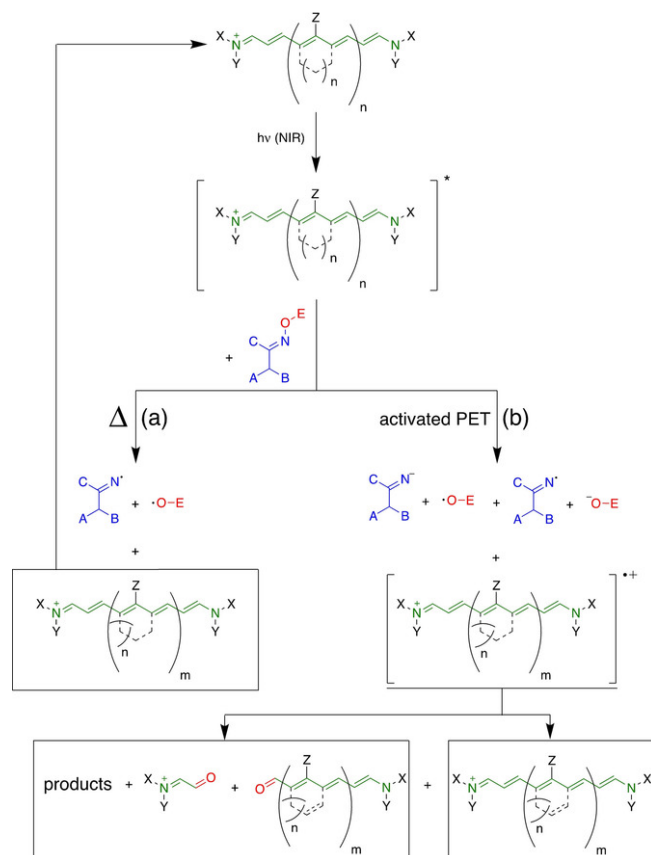 Z
X N + N X
Y Y
n n
hν (NIR)
*
Z
X N + N X
Y Y
n n
E
O
+ C N
A B
Δ (a) activated PET (b)
C N• C N− C N•
+ •O–E + •O–E + + −O–E
A B A B A B
+ +
•+
Z Z
X N + N X X N + N X
Y Y Y Y
n m n m
products + X N + O + O Z N X + X N + Z N X
Y Y Y Y
n m n m